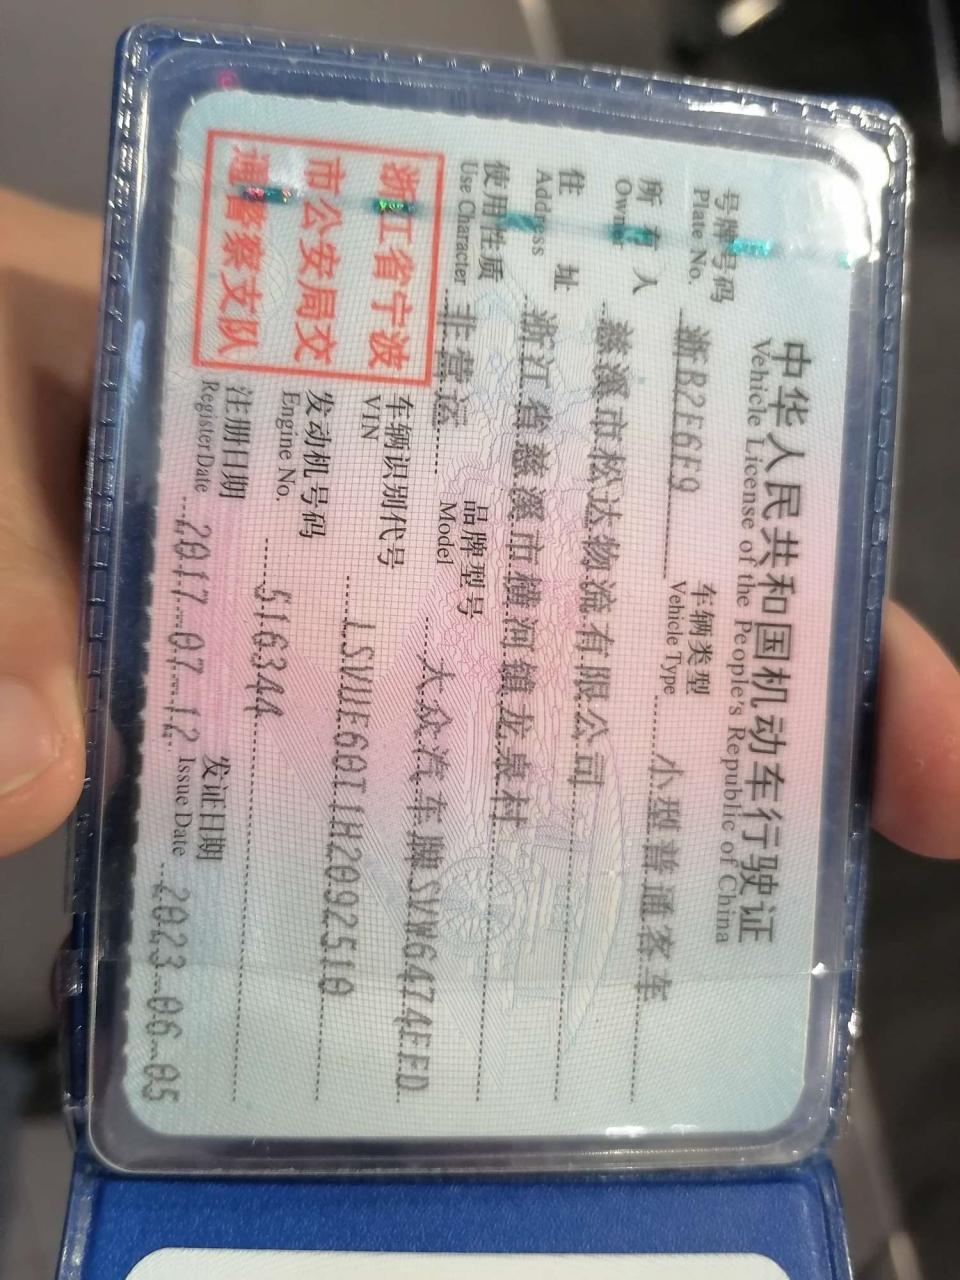 中华人民共和国机动车行驶证
Vehicle License of the People's Republic of China
号牌号码 浙B2F6F9 车辆类型 小型普通客车
Plate No. Vehicle Type
所有人 慈溪市松达物流有限公司
Owner
住址 浙江省慈溪市横河镇龙泉村
Address
使用性质 非营运 品牌型号 大众汽车牌SVW6474EED
Use Character Model
浙江省宁波
市公安局交
通警察支队
车辆识别代号
VIN
发动机号码 516344
Engine No.
注册日期 2017-07-12 发证日期 2023-06-05
Register Date Issue Date